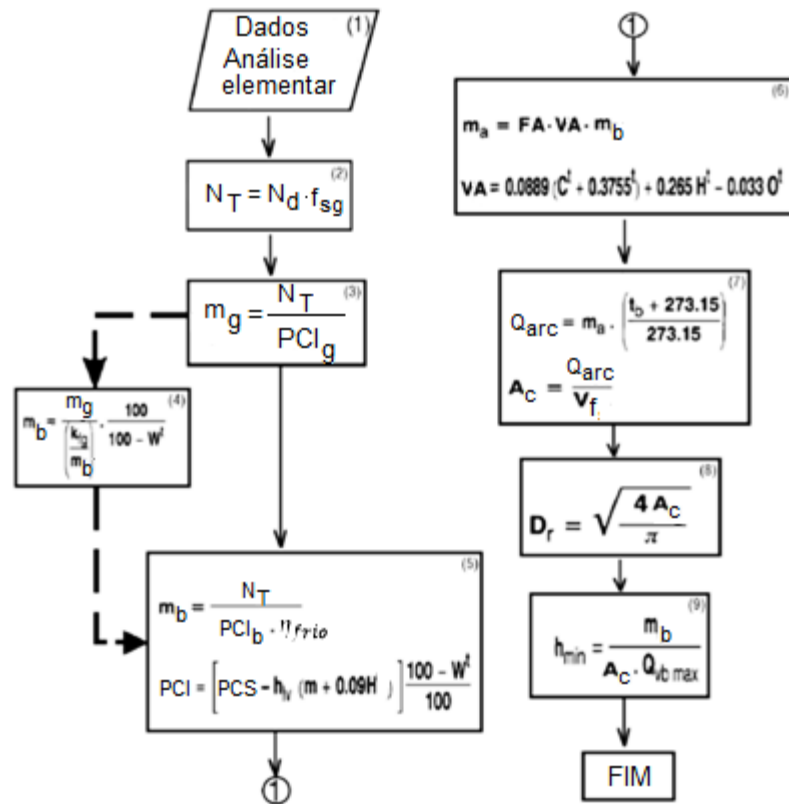 Dados (1)
Análise
elementar
(2)
N_T = N_d · f_sg
(3)
m_g = N_T / PCI_g
(4)
m_b = m_g / (k_fg / m_b) · 100 / (100 - W^t)
(5)
m_b = N_T / (PCI_b · η_frio)
PCI = [PCS - h_lv (m + 0.09H)] (100 - W^t) / 100
1
1
(6)
m_a = FA · VA · m_b
VA = 0.0889 (C^t + 0.375S^t) + 0.265 H^t - 0.033 O^t
(7)
Q_arc = m_a · ((t_b + 273.15) / 273.15)
A_c = Q_arc / V_f
(8)
D_r = √(4 A_c / π)
(9)
h_min = m_b / (A_c · Q_vb max)
FIM